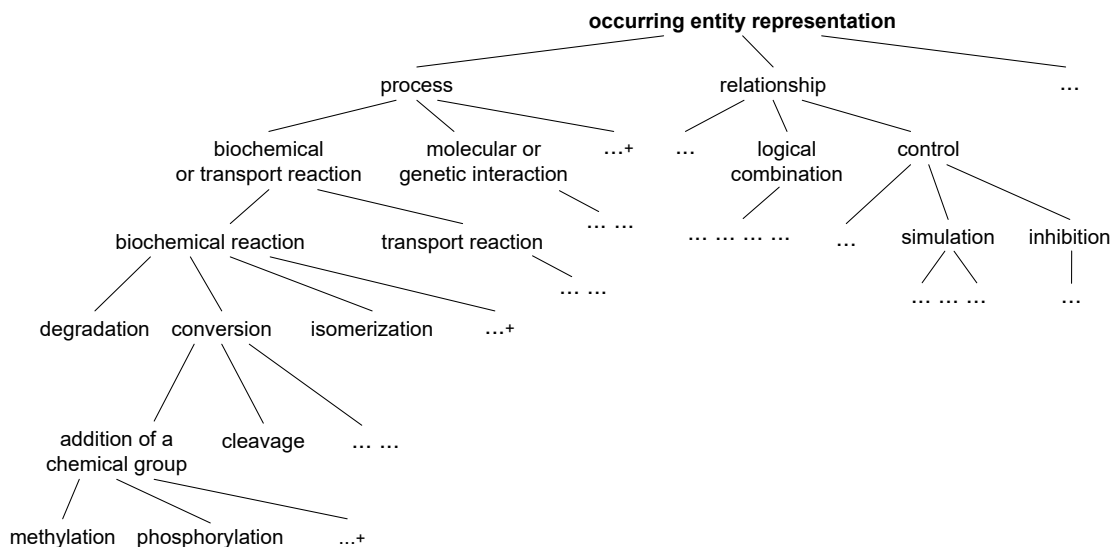 occurring entity representation
process relationship ...
biochemical molecular or ...+ ... logical control
or transport reaction genetic interaction combination
biochemical reaction transport reaction ... ... ... ... ... ... ... simulation inhibition
... ... ... ... ... ...
degradation conversion isomerization ...+
addition of a cleavage ... ...
chemical group
methylation phosphorylation ...+